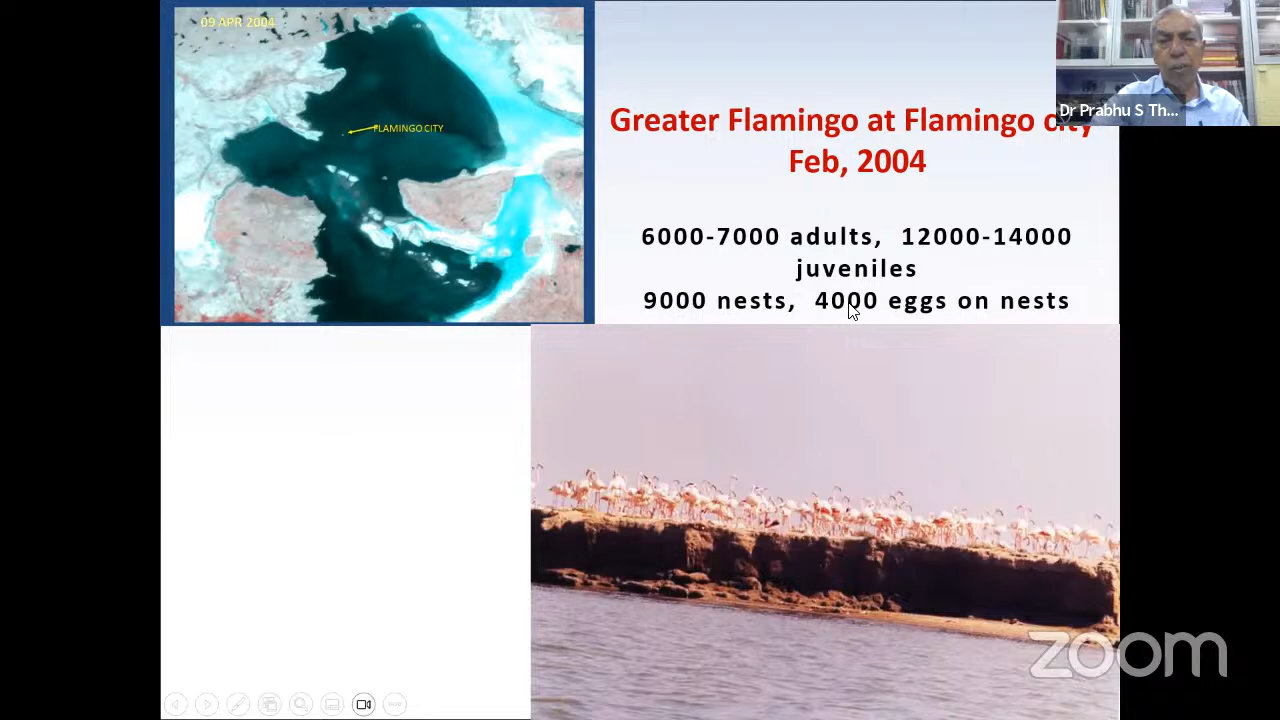 09 APR 2004
FLAMINGO CITY
Greater Flamingo at Flamingo city
Feb, 2004
6000-7000 adults, 12000-14000
juveniles
9000 nests, 4000 eggs on nests
Dr Prabhu S Th...
zoom